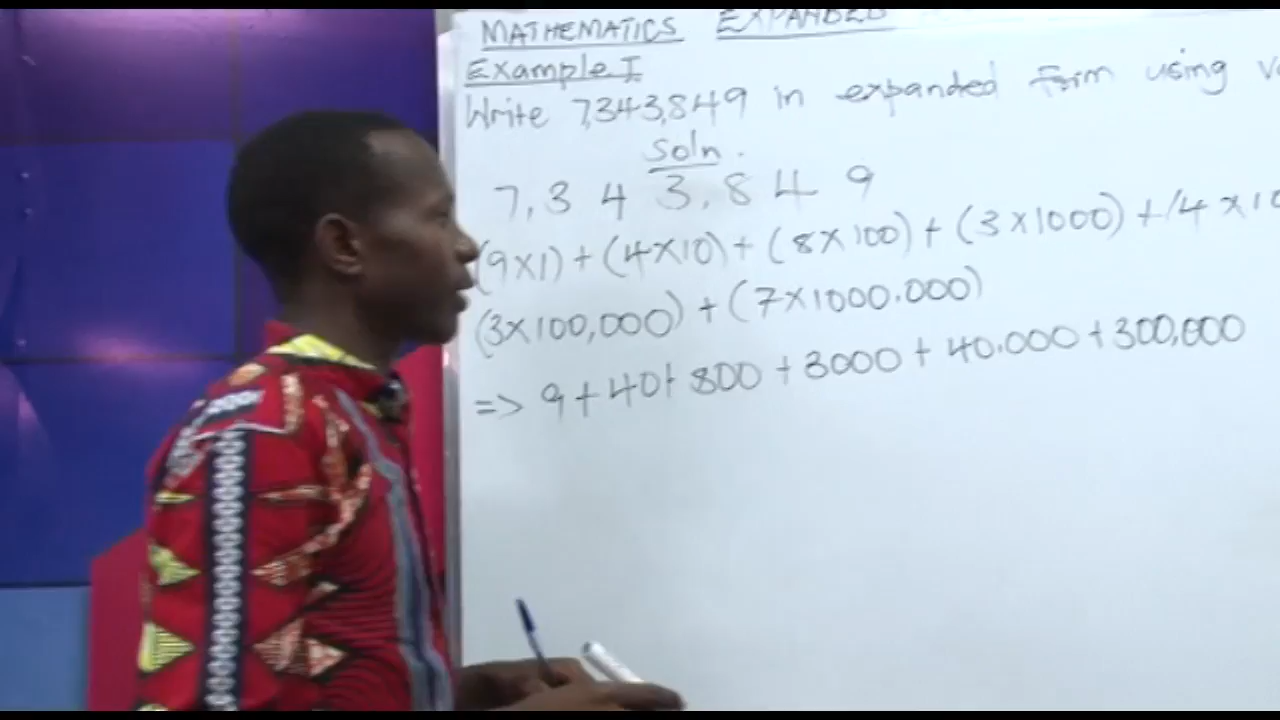 MATHEMATICS EXPANDED
Example I
Write 7,343,849 in expanded form using
Soln.
7,3 4 3,8 4 9
(9x1) + (4x10) + (8x100) + (3x1000) + (4x10
(3x100,000) + (7x1000.000)
=> 9 + 40 + 800 + 3000 + 40.000 + 300,000